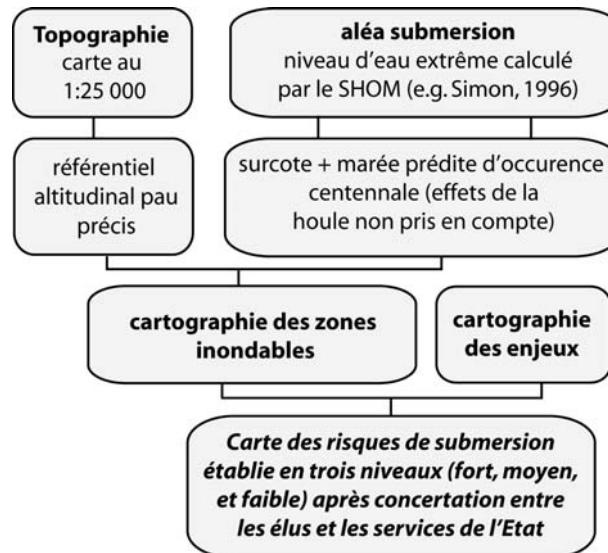 Topographie
carte au
1:25 000
aléa submersion
niveau d'eau extrême calculé
par le SHOM (e.g. Simon, 1996)
référentiel
altitudinal pau
précis
surcote + marée prédite d'occurence
centennale (effets de la
houle non pris en compte)
cartographie des zones
inondables
cartographie
des enjeux
Carte des risques de submersion
établie en trois niveaux (fort, moyen,
et faible) après concertation entre
les élus et les services de l'Etat